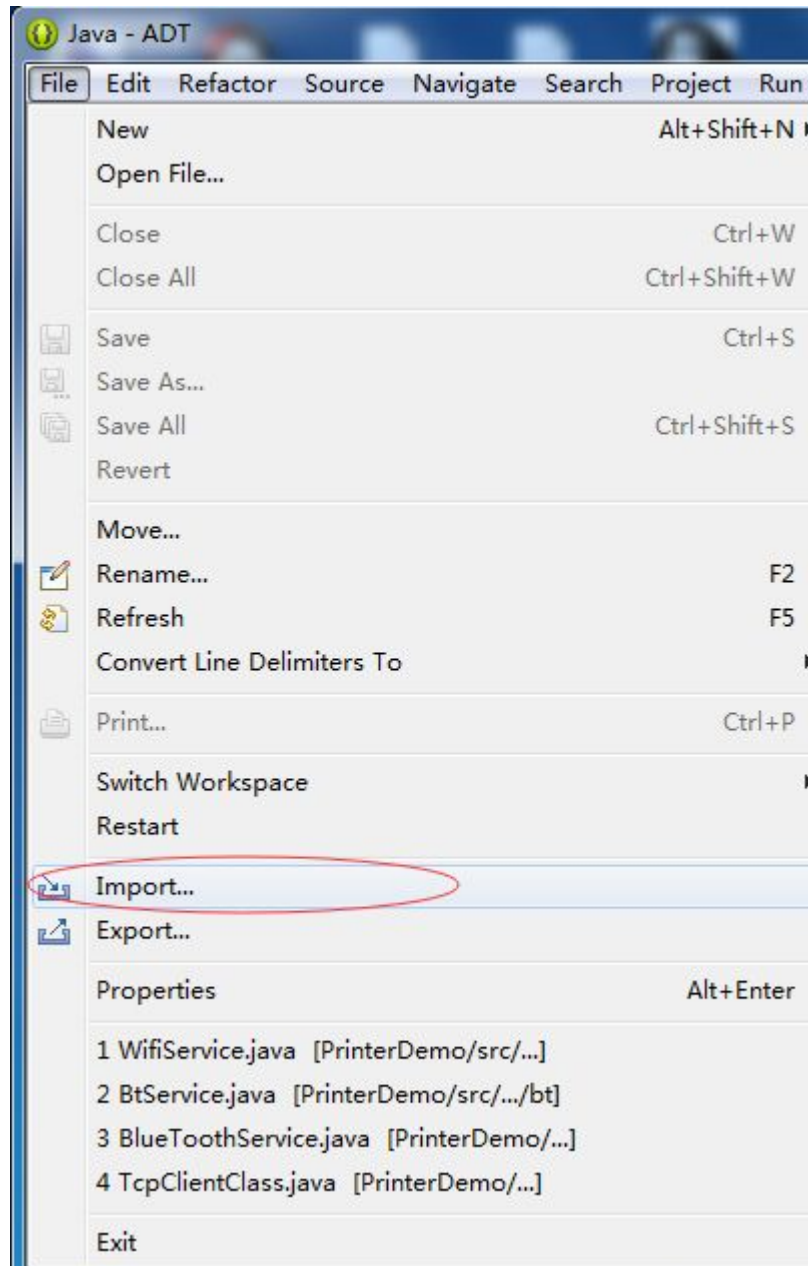 Java - ADT
File Edit Refactor Source Navigate Search Project Run
New Alt+Shift+N
Open File...
Close Ctrl+W
Close All Ctrl+Shift+W
Save Ctrl+S
Save As...
Save All Ctrl+Shift+S
Revert
Move...
Rename... F2
Refresh F5
Convert Line Delimiters To
Print... Ctrl+P
Switch Workspace
Restart
Import...
Export...
Properties Alt+Enter
1 WifiService.java [PrinterDemo/src/...]
2 BtService.java [PrinterDemo/src/.../bt]
3 BlueToothService.java [PrinterDemo/...]
4 TcpClientClass.java [PrinterDemo/...]
Exit